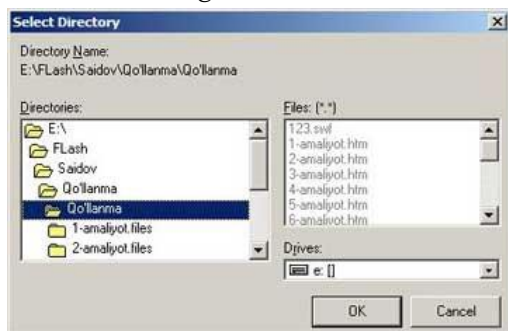 Select Directory
Directory Name:
E:\FLash\Saidov\Qo'llanma\Qo'llanma
Directories:
E:\
FLash
Saidov
Qo'llanma
Qo'llanma
1-amaliyot.files
2-amaliyot.files
Files: (*.*)
123.swf
1-amaliyot.htm
2-amaliyot.htm
3-amaliyot.htm
4-amaliyot.htm
5-amaliyot.htm
6-amaliyot.htm
Drives:
e: []
OK
Cancel